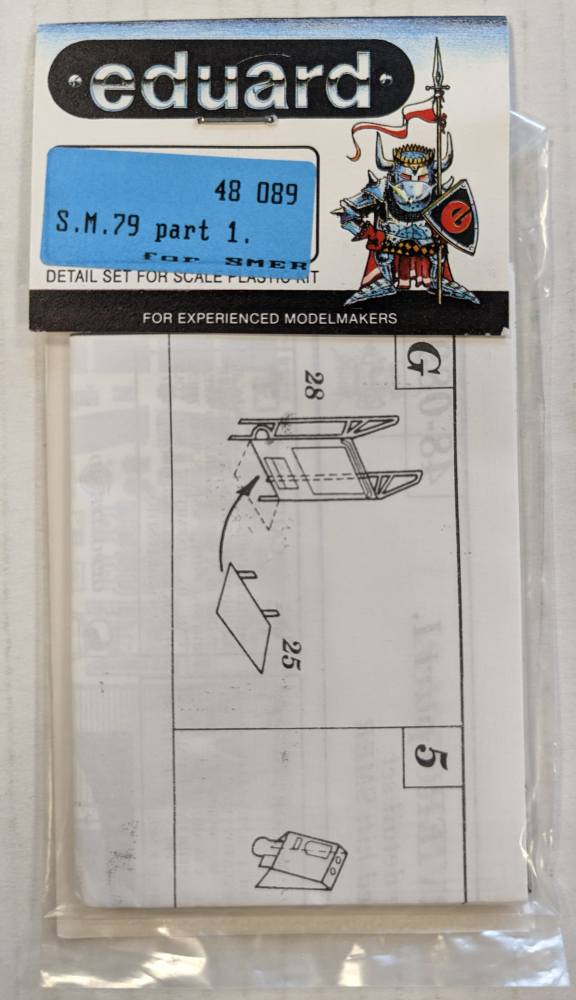 eduard
48 089
S.M.79 part 1.
for SMER
DETAIL SET FOR SCALE PLASTIC KIT
e
FOR EXPERIENCED MODELMAKERS
G
28
25
5